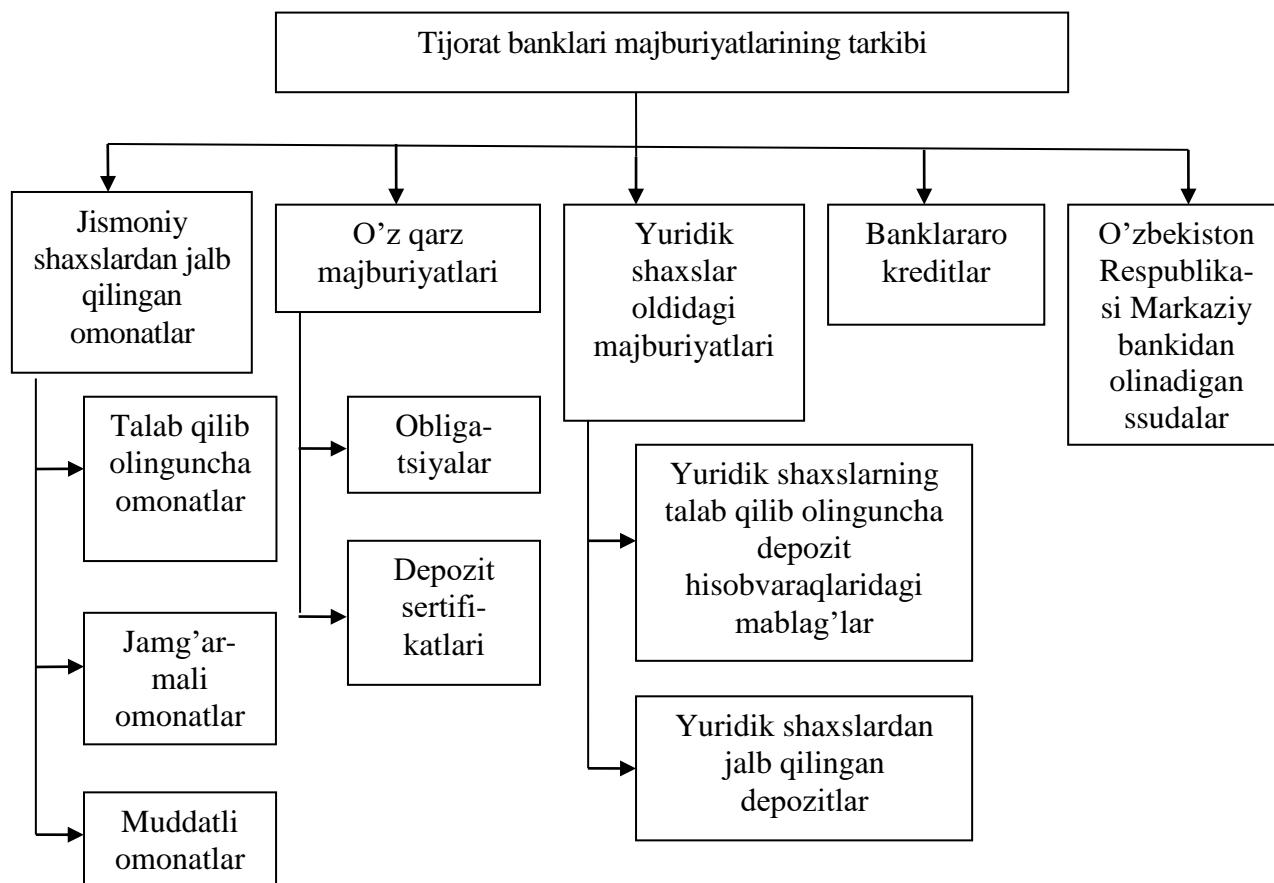 Tijorat banklari majburiyatlarining tarkibi
Jismoniy
shaxslardan jalb
qilingan
omonatlar
O’z qarz
majburiyatlari
Yuridik
shaxslar
oldidagi
majburiyatlari
Banklararo
kreditlar
O’zbekiston
Respublika-
si Markaziy
bankidan
olinadigan
ssudalar
Talab qilib
olinguncha
omonatlar
Jamg’ar-
mali
omonatlar
Muddatli
omonatlar
Obliga-
tsiyalar
Depozit
sertifi-
katlari
Yuridik shaxslarning
talab qilib olinguncha
depozit
hisobvaraqlaridagi
mablag’lar
Yuridik shaxslardan
jalb qilingan
depozitlar